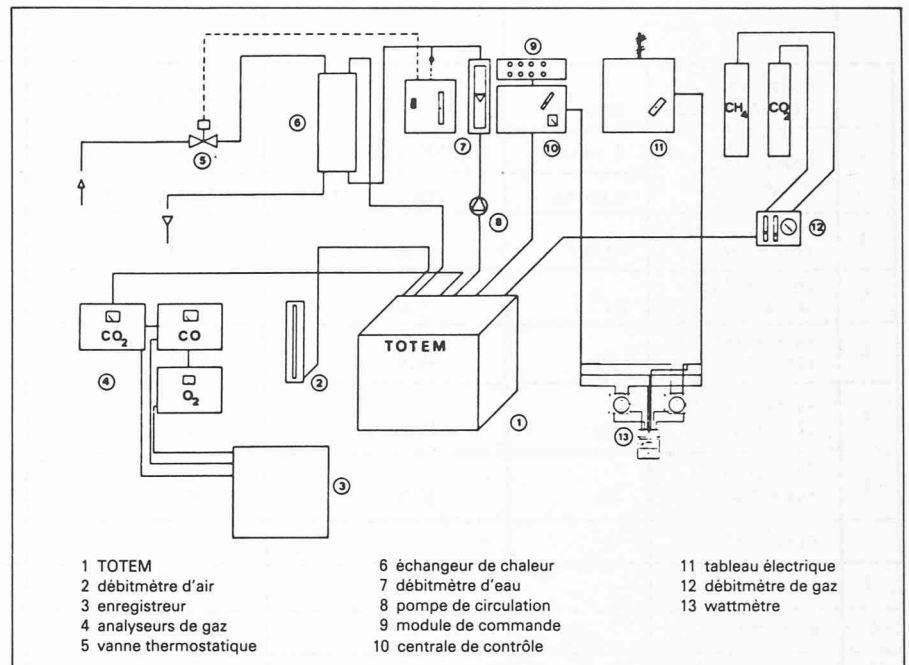 9
6
CH4
CO2
7
10
11
5
8
12
CO2
CO
O2
TOTEM
4
2
1
13
3
1 TOTEM
2 débitmètre d'air
3 enregistreur
4 analyseurs de gaz
5 vanne thermostatique
6 échangeur de chaleur
7 débitmètre d'eau
8 pompe de circulation
9 module de commande
10 centrale de contrôle
11 tableau électrique
12 débitmètre de gaz
13 wattmètre